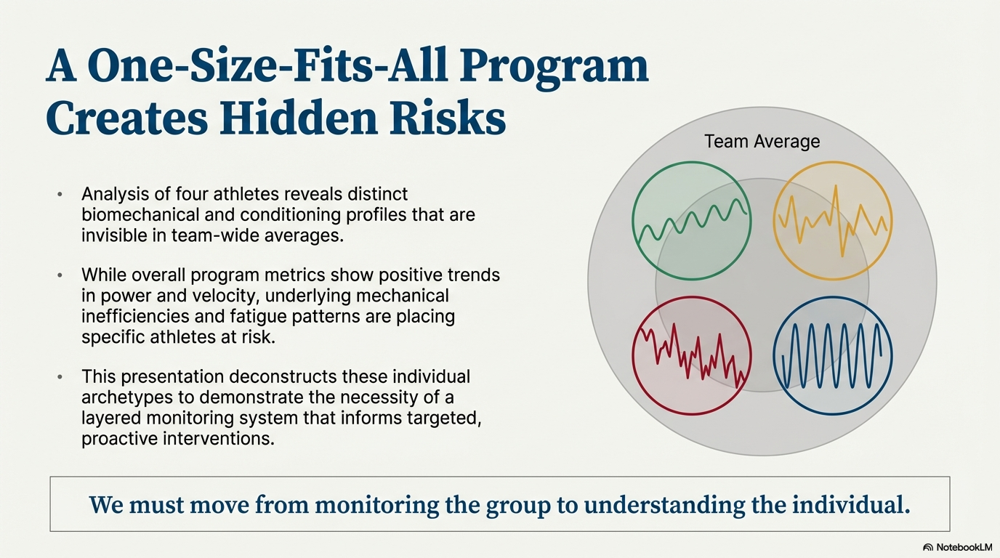 A One-Size-Fits-All Program
Creates Hidden Risks
• Analysis of four athletes reveals distinct
biomechanical and conditioning profiles that are
invisible in team-wide averages.
• While overall program metrics show positive trends
in power and velocity, underlying mechanical
inefficiencies and fatigue patterns are placing
specific athletes at risk.
• This presentation deconstructs these individual
archetypes to demonstrate the necessity of a
layered monitoring system that informs targeted,
proactive interventions.
Team Average
We must move from monitoring the group to understanding the individual.
NotebookLM